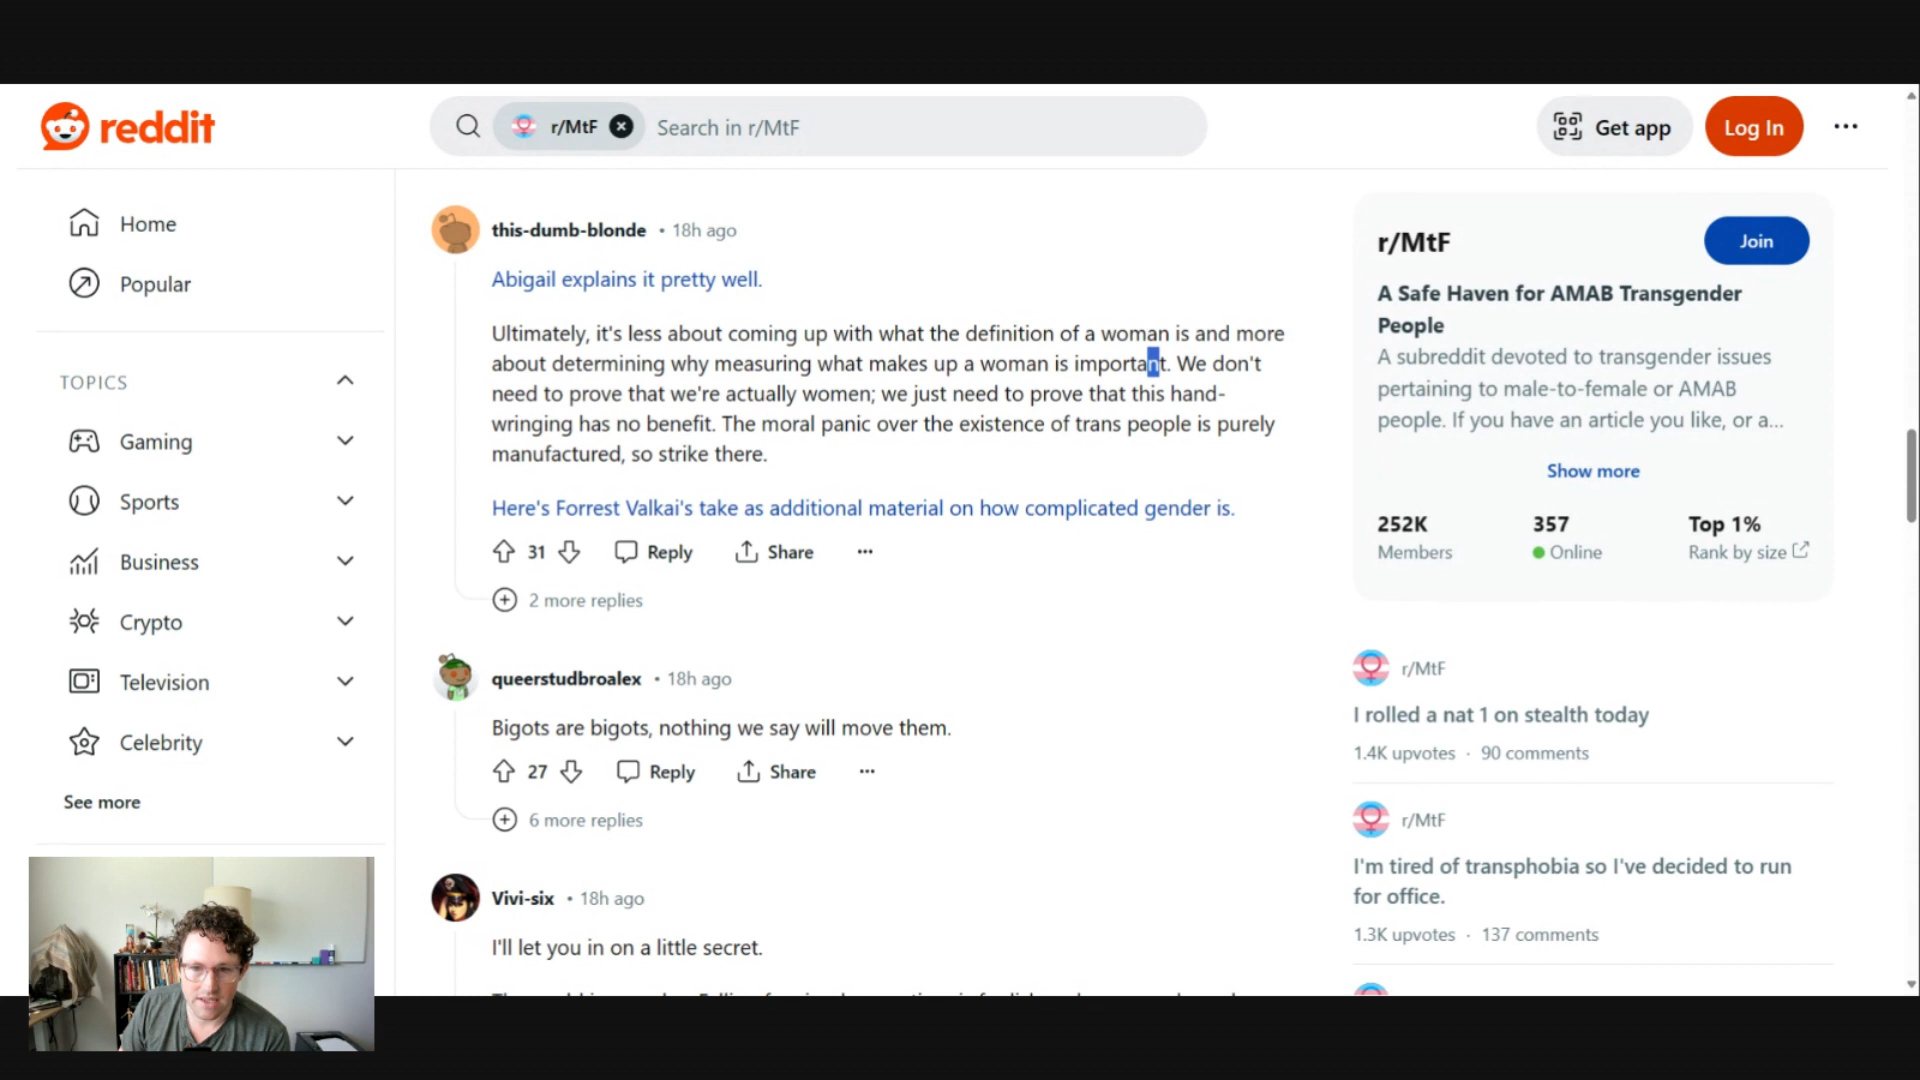 reddit
r/MtF
Search in r/MtF
Get app
Log In
Home
Popular
TOPICS
Gaming
Sports
Business
Crypto
Television
Celebrity
See more
this-dumb-blonde • 18h ago
Abigail explains it pretty well.
Ultimately, it's less about coming up with what the definition of a woman is and more
about determining why measuring what makes up a woman is important. We don't
need to prove that we're actually women; we just need to prove that this hand-
wringing has no benefit. The moral panic over the existence of trans people is purely
manufactured, so strike there.
Here's Forrest Valkai's take as additional material on how complicated gender is.
31 Reply Share
2 more replies
queerstudbroalex • 18h ago
Bigots are bigots, nothing we say will move them.
27 Reply Share
6 more replies
Vivi-six • 18h ago
I'll let you in on a little secret.
r/MtF
Join
A Safe Haven for AMAB Transgender
People
A subreddit devoted to transgender issues
pertaining to male-to-female or AMAB
people. If you have an article you like, or a...
Show more
252K 357 Top 1%
Members Online Rank by size
r/MtF
I rolled a nat 1 on stealth today
1.4K upvotes · 90 comments
r/MtF
I'm tired of transphobia so I've decided to run
for office.
1.3K upvotes · 137 comments